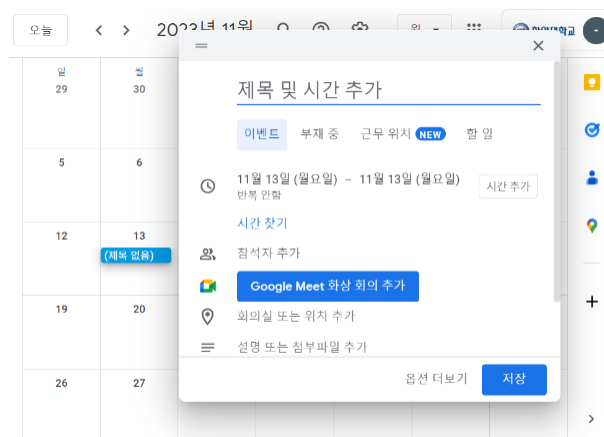 오늘
2023년 11월
월
한양대학교
-
일
월
29
30
5
6
12
13
(제목 없음)
19
20
26
27
제목 및 시간 추가
이벤트
부재 중
근무 위치 NEW
할 일
11월 13일 (월요일) – 11월 13일 (월요일)
시간 추가
반복 안함
시간 찾기
참석자 추가
Google Meet 화상 회의 추가
회의실 또는 위치 추가
설명 또는 첨부파일 추가
옵션 더보기
저장